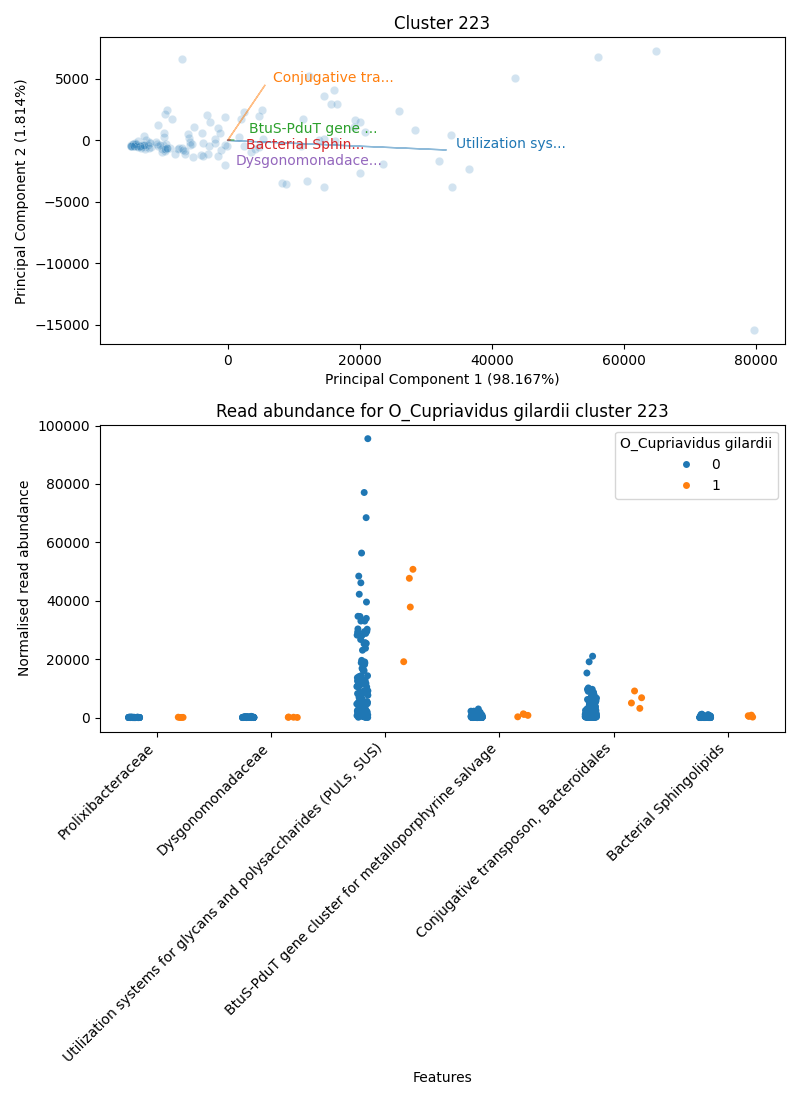 Cluster 223
Principal Component 2 (1.814%)
5000
0
−5000
−10000
−15000
Conjugative tra...
BtuS-PduT gene ...
Bacterial Sphin...
Dysgonomonadace...
Utilization sys...
0
20000
40000
60000
80000
Principal Component 1 (98.167%)
Read abundance for O_Cupriavidus gilardii cluster 223
Normalised read abundance
100000
80000
60000
40000
20000
0
O_Cupriavidus gilardii
0
1
Prolixibacteraceae
Dysgonomonadaceae
Utilization systems for glycans and polysaccharides (PULs, SUS)
BtuS-PduT gene cluster for metalloporphyrine salvage
Conjugative transposon, Bacteroidales
Bacterial Sphingolipids
Features